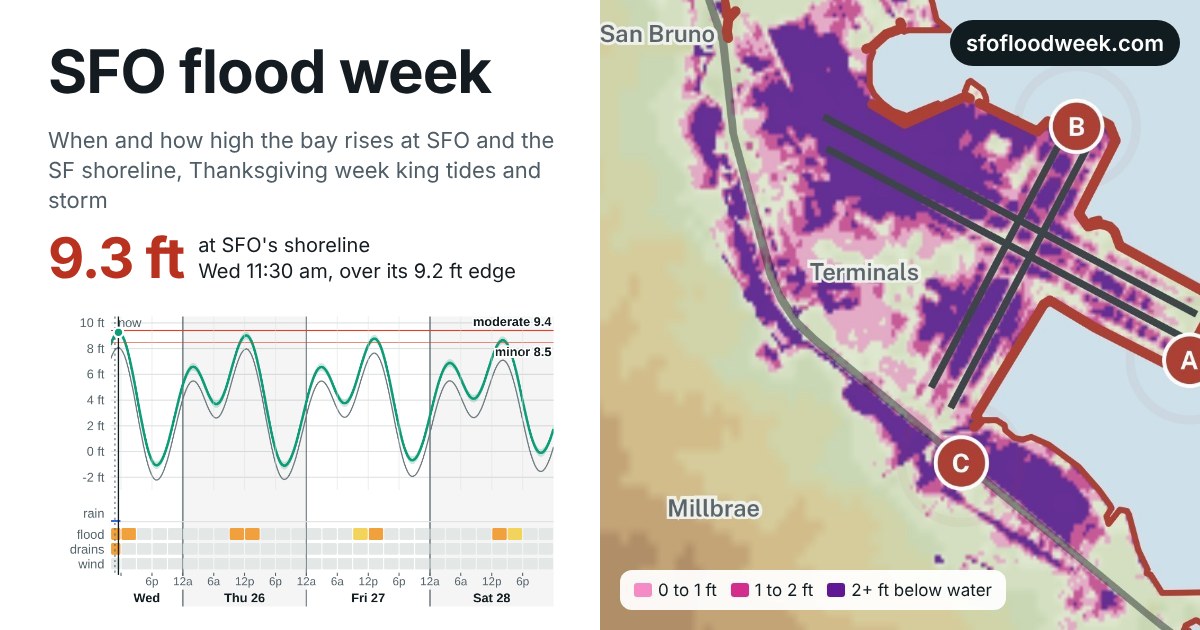 SFO flood week
When and how high the bay rises at SFO and the
SF shoreline, Thanksgiving week king tides and
storm
9.3 ft
at SFO's shoreline
Wed 11:30 am, over its 9.2 ft edge
10 ft
now
moderate 9.4
8 ft
minor 8.5
6 ft
4 ft
2 ft
0 ft
-2 ft
rain
flood
drains
wind
6p 12a 6a 12p 6p 12a 6a 12p 6p 12a 6a 12p 6p
Wed Thu 26 Fri 27 Sat 28
San Bruno
sfofloodweek.com
B
Terminals
A
C
Millbrae
0 to 1 ft 1 to 2 ft 2+ ft below water